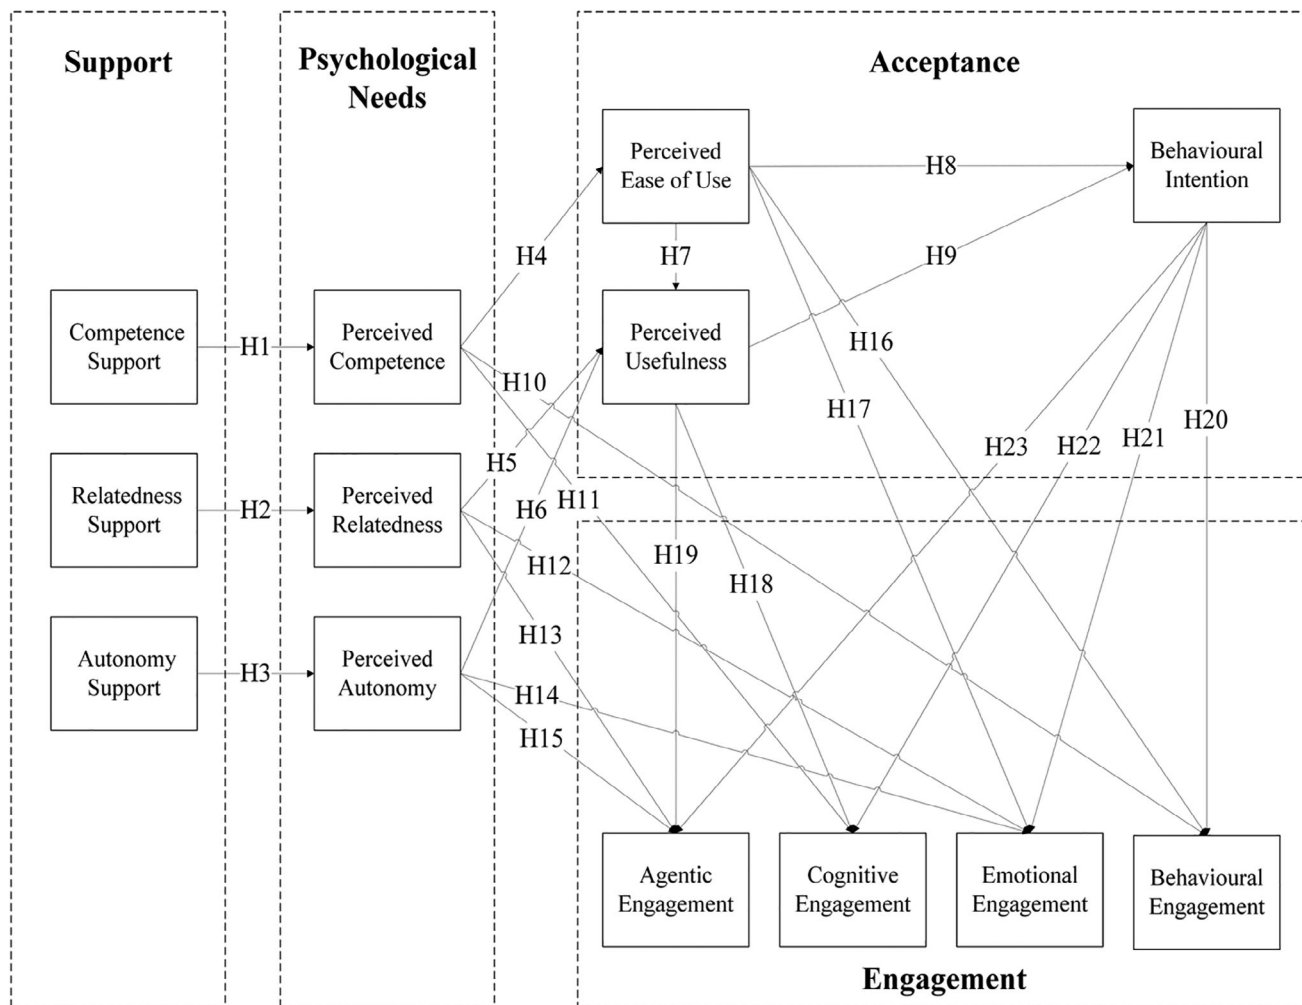 Support
Psychological
Needs
Acceptance
Perceived
Ease of Use
Behavioural
Intention
H8
H4
H7
H9
Competence
Support
H1
Perceived
Competence
Perceived
Usefulness
H16
H10
H17
H20
H21
H22
H23
H5
Relatedness
Support
H2
Perceived
Relatedness
H11
H6
H12
H19
H18
H13
Autonomy
Support
H3
Perceived
Autonomy
H14
H15
Agentic
Engagement
Cognitive
Engagement
Emotional
Engagement
Behavioural
Engagement
Engagement